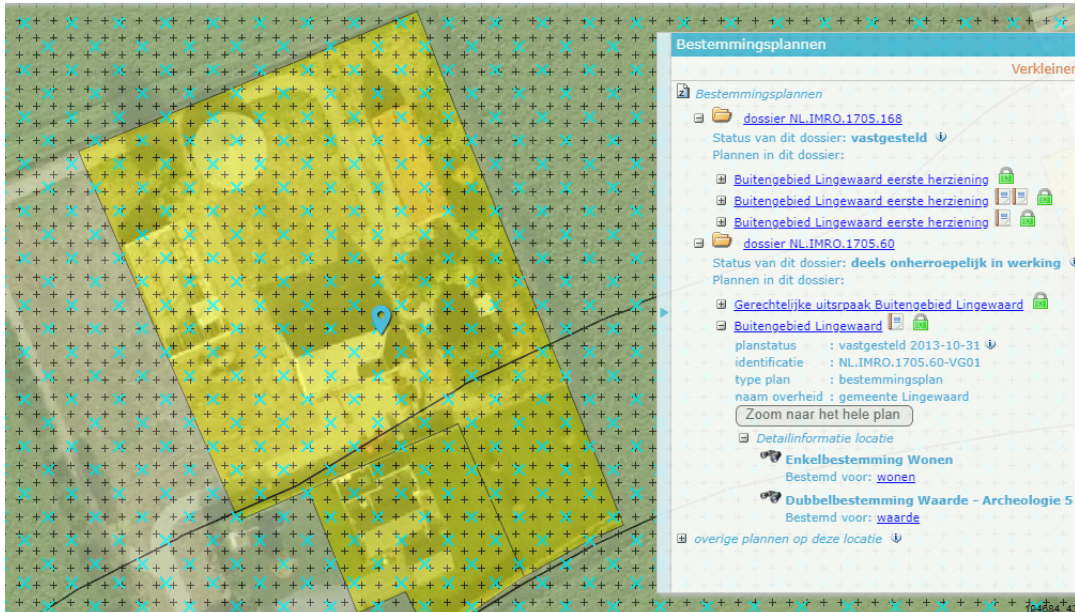 Bestemmingsplannen
Verkleinen
Bestemmingsplannen
dossier NL.IMRO.1705.168
Status van dit dossier: vastgesteld
Plannen in dit dossier:
Buitengebied Lingewaard eerste herziening
Buitengebied Lingewaard eerste herziening
Buitengebied Lingewaard eerste herziening
dossier NL.IMRO.1705.60
Status van dit dossier: deels onherroepelijk in werking
Plannen in dit dossier:
Gerechtelijke uitsrpaak Buitengebied Lingewaard
Buitengebied Lingewaard
planstatus : vastgesteld 2013-10-31
identificatie : NL.IMRO.1705.60-VG01
type plan : bestemmingsplan
naam overheid : gemeente Lingewaard
Zoom naar het hele plan
Detailinformatie locatie
Enkelbestemming Wonen
Bestemd voor: wonen
Dubbelbestemming Waarde - Archeologie 5
Bestemd voor: waarde
overige plannen op deze locatie